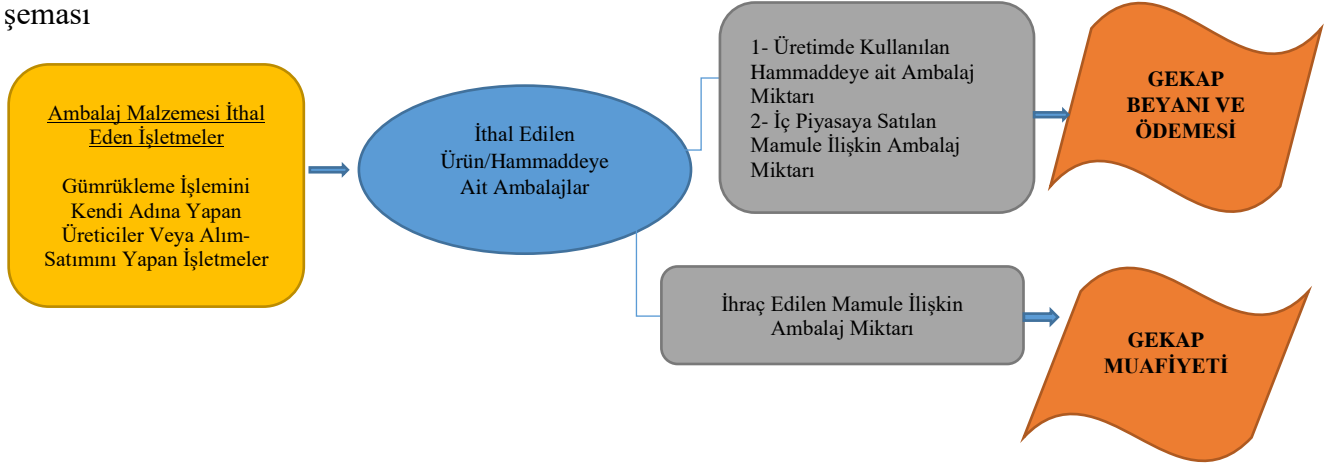 şeması
Ambalaj Malzemesi İthal
Eden İşletmeler
Gümrükleme İşlemini
Kendi Adına Yapan
Üreticiler Veya Alım-
Satımını Yapan İşletmeler
İthal Edilen
Ürün/Hammaddeye
Ait Ambalajlar
1- Üretimde Kullanılan
Hammaddeye ait Ambalaj
Miktarı
2- İç Piyasaya Satılan
Mamule İlişkin Ambalaj
Miktarı
GEKAP
BEYANI VE
ÖDEMESİ
İhraç Edilen Mamule İlişkin
Ambalaj Miktarı
GEKAP
MUAFİYETİ